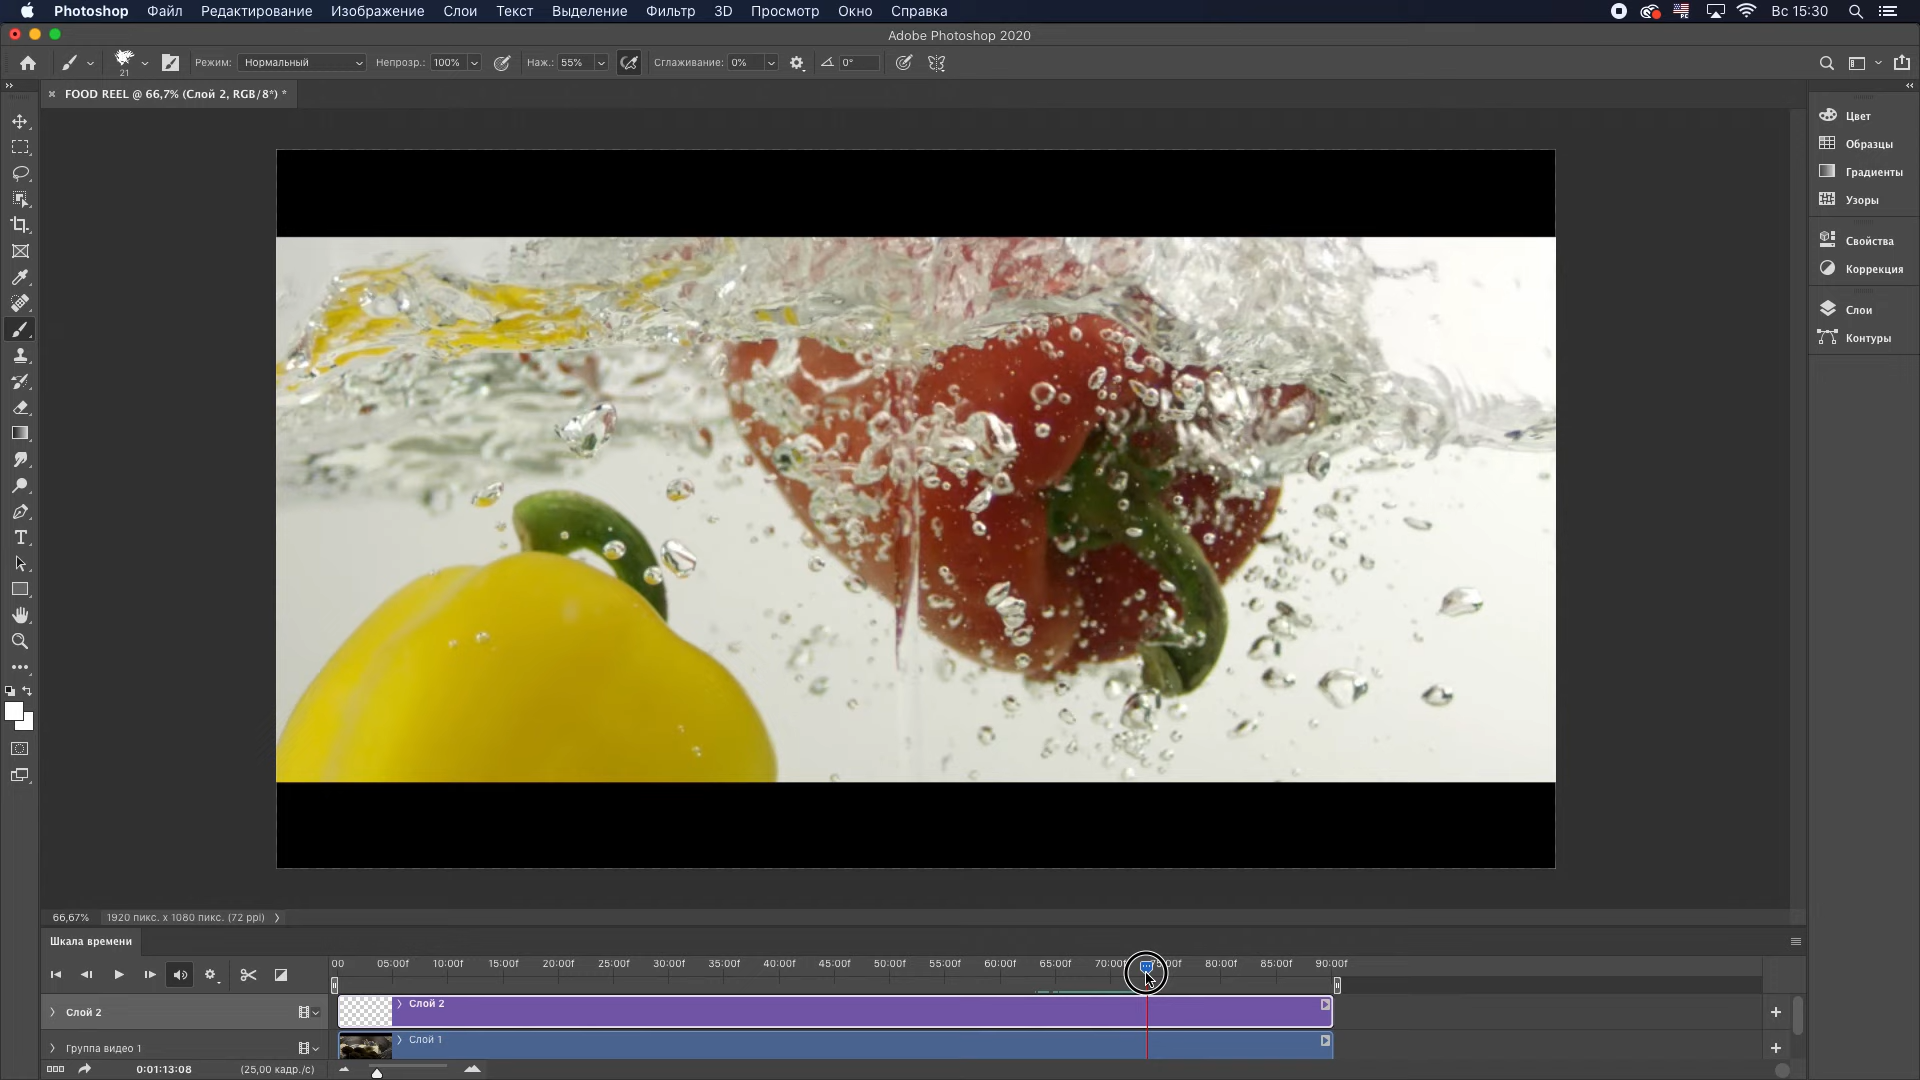 Photoshop Файл Редактирование Изображение Слои Текст Выделение Фильтр 3D Просмотр Окно Справка Вс 15:30
Adobe Photoshop 2020
21 Режим: Нормальный Непрозр.: 100% Наж.: 55% Сглаживание: 0% 0°
FOOD REEL @ 66,7% (Слой 2, RGB/8*) *
Цвет
Образцы
Градиенты
Узоры
Свойства
Коррекция
Слои
Контуры
66,67% 1920 пикс. x 1080 пикс. (72 ppi)
Шкала времени
00 05:00f 10:00f 15:00f 20:00f 25:00f 30:00f 35:00f 40:00f 45:00f 50:00f 55:00f 60:00f 65:00f 70:00f 75:00f 80:00f 85:00f 90:00f
Слой 2 Слой 2
Группа видео 1 Слой 1
0:01:13:08 (25,00 кадр./с)